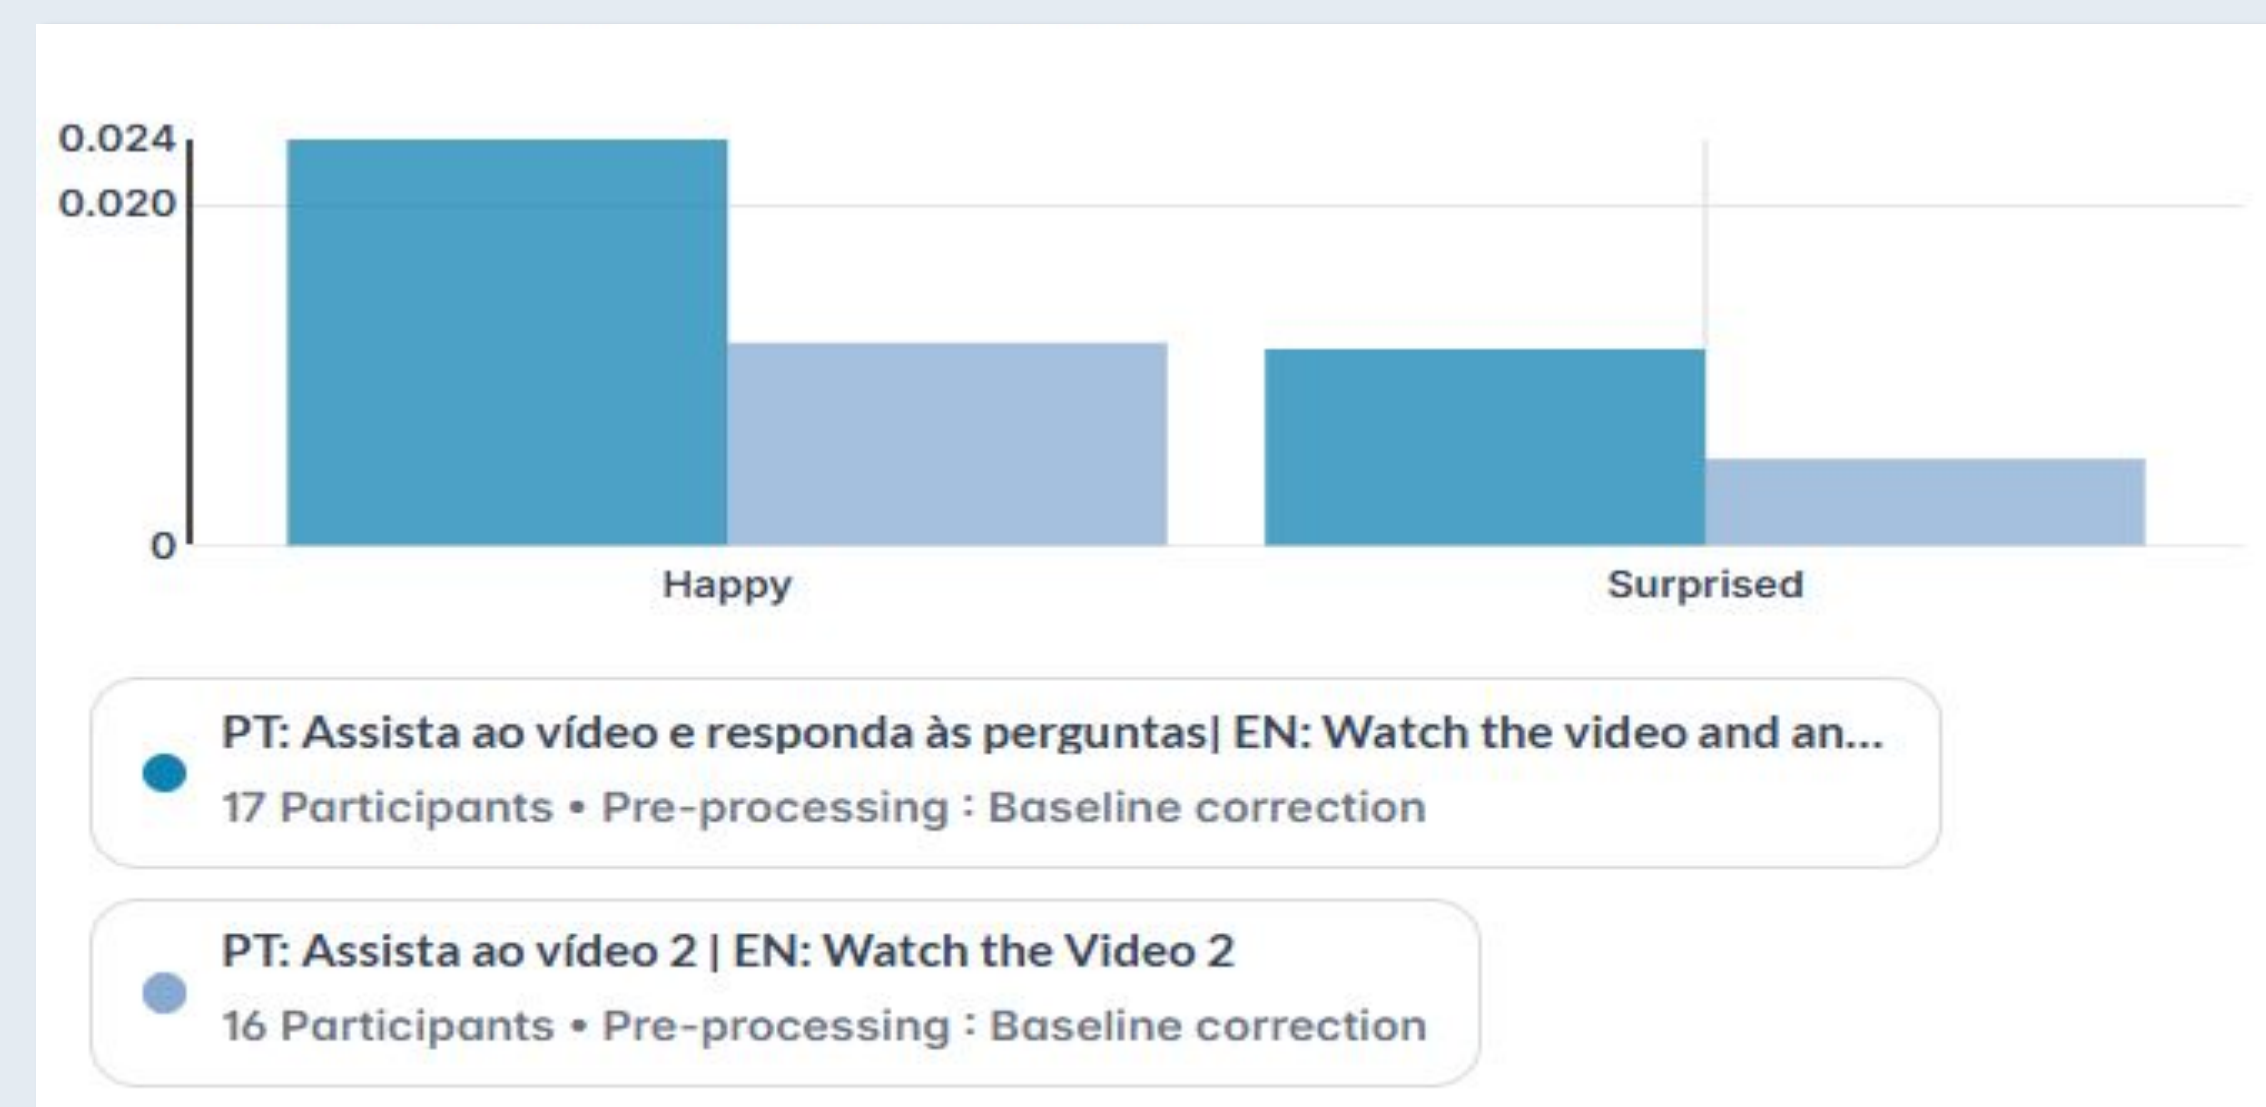 0.024
0.020
0
Happy
Surprised
PT: Assista ao vídeo e responda às perguntas| EN: Watch the video and an...
17 Participants • Pre-processing : Baseline correction
PT: Assista ao vídeo 2 | EN: Watch the Video 2
16 Participants • Pre-processing : Baseline correction